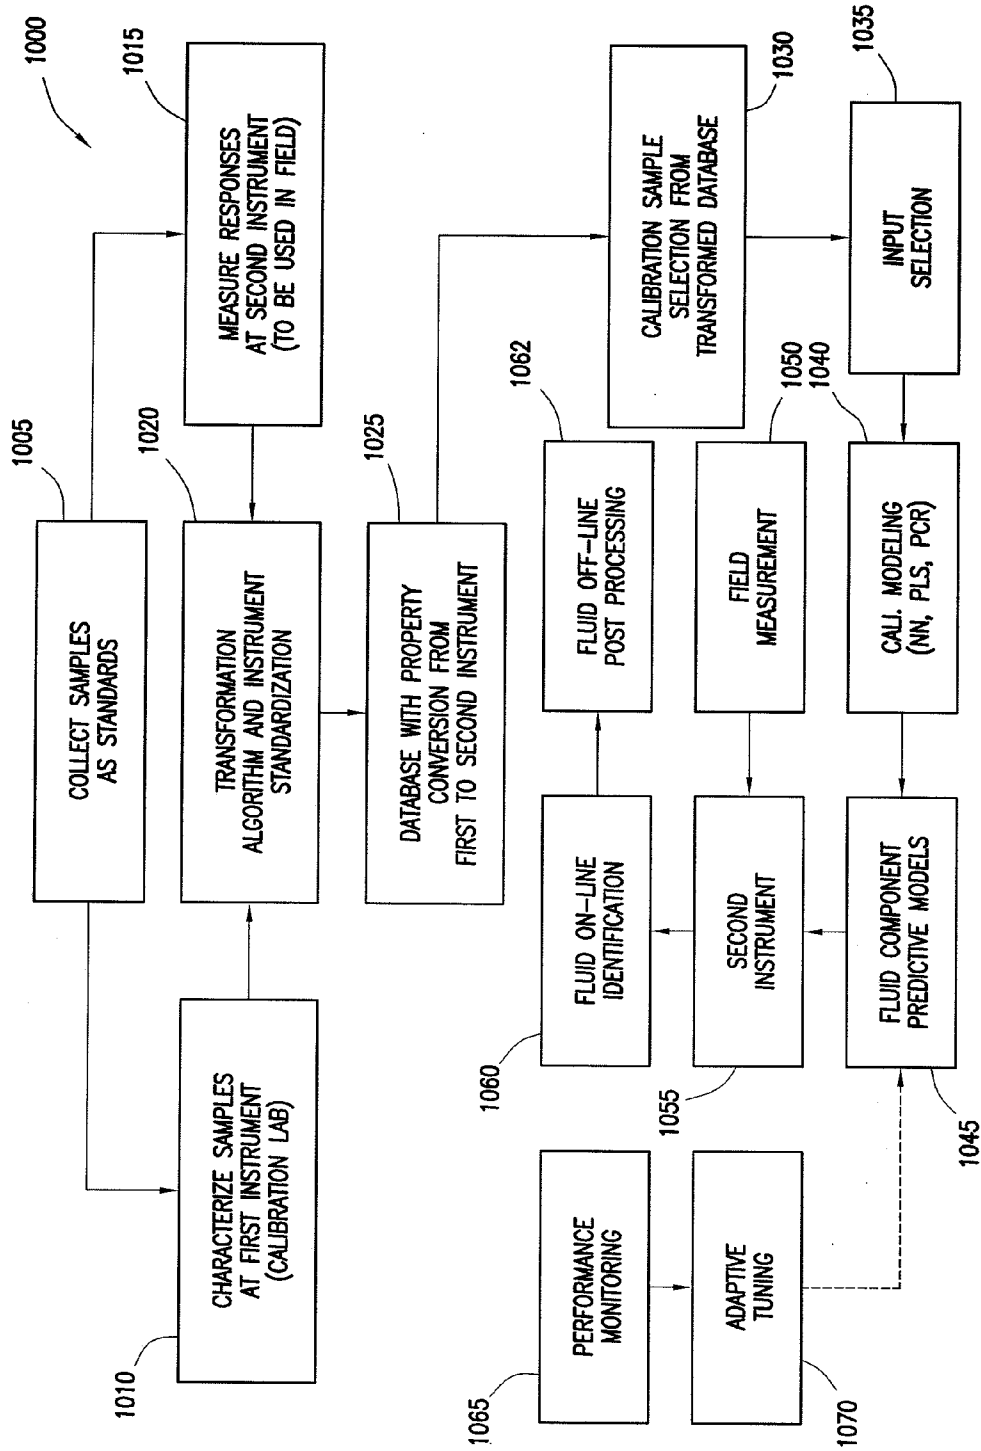 1000
1005
COLLECT SAMPLES
AS STANDARDS
1010
CHARACTERIZE SAMPLES
AT FIRST INSTRUMENT
(CALIBRATION LAB)
1020
TRANSFORMATION
ALGORITHM AND INSTRUMENT
STANDARDIZATION
1015
MEASURE RESPONSES
AT SECOND INSTRUMENT
(TO BE USED IN FIELD)
1025
DATABASE WITH PROPERTY
CONVERSION FROM
FIRST TO SECOND INSTRUMENT
1030
CALIBRATION SAMPLE
SELECTION FROM
TRANSFORMED DATABASE
1035
INPUT
SELECTION
1065
PERFORMANCE
MONITORING
1060
FLUID ON-LINE
IDENTIFICATION
1062
FLUID OFF-LINE
POST PROCESSING
1070
ADAPTIVE
TUNING
1055
SECOND
INSTRUMENT
1050
FIELD
MEASUREMENT
1045
FLUID COMPONENT
PREDICTIVE MODELS
1040
CALI. MODELING
(NN, PLS, PCR)